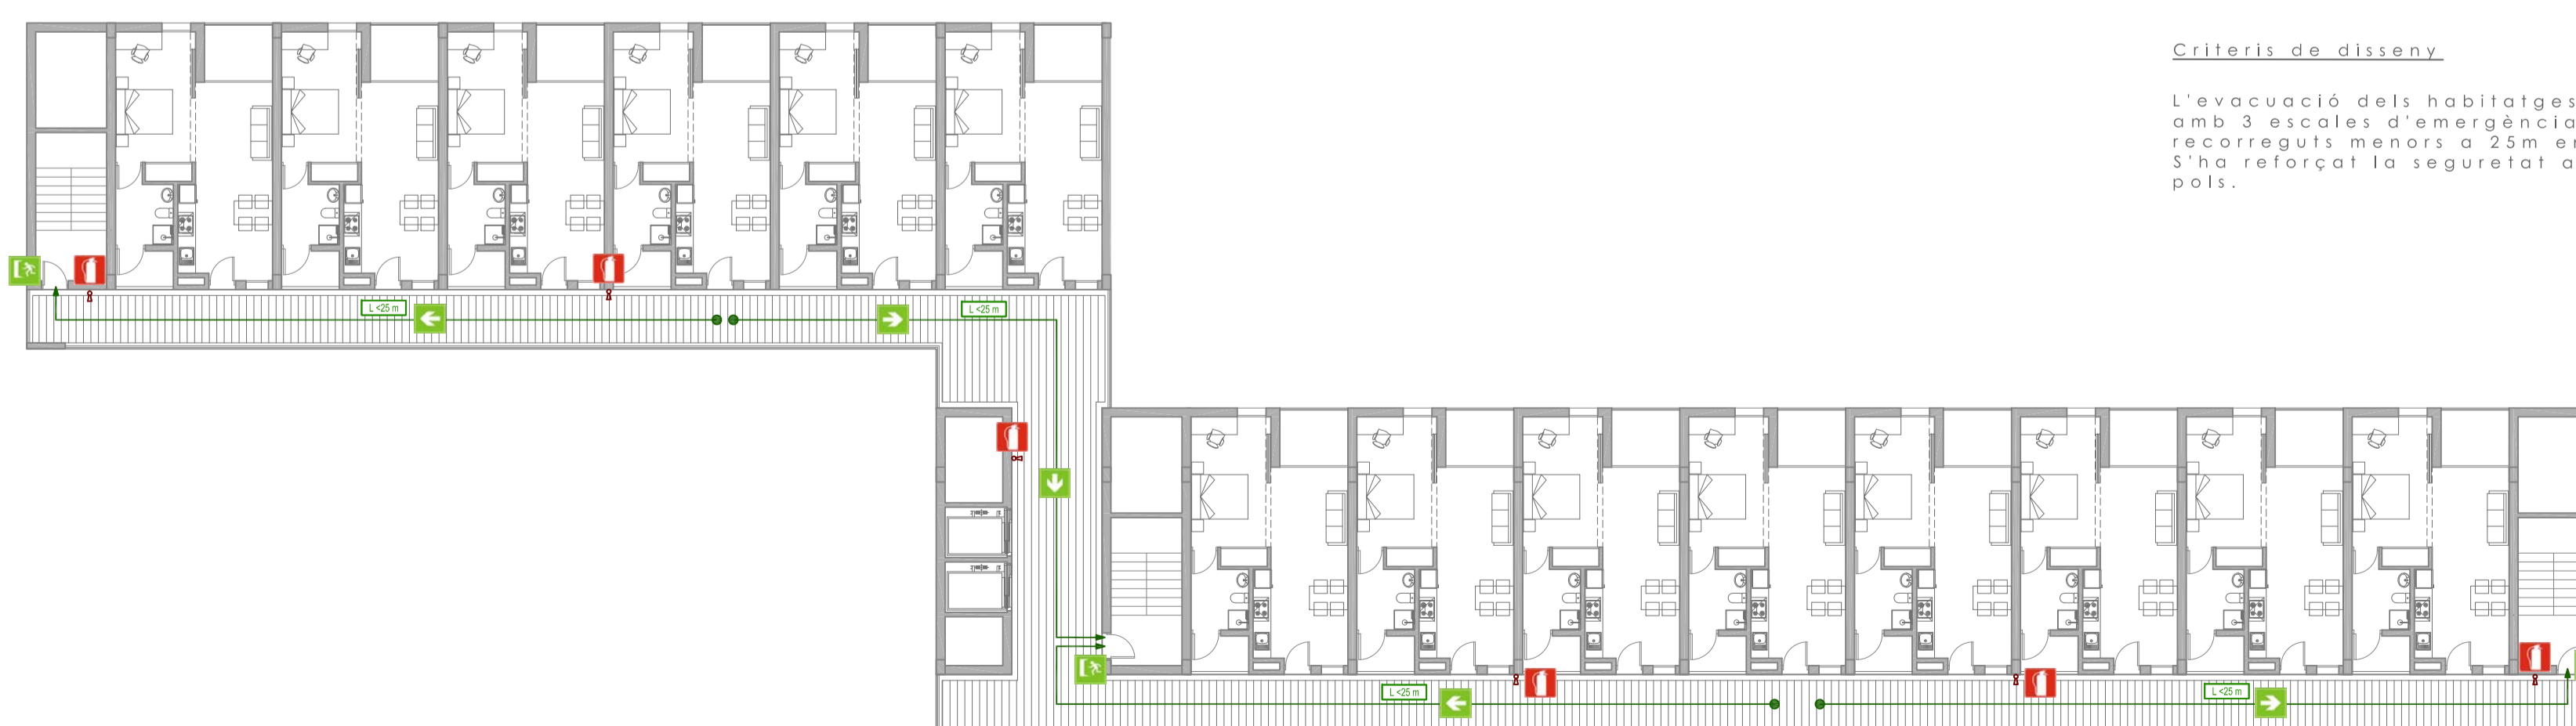 Criteris de disseny
L'evacuació dels habitatges
amb 3 escales d'emergència
recorreguts menors a 25m
S'ha reforçat la seguretat
pols.
L <25 m
L <25 m
L <25 m
L <25 m